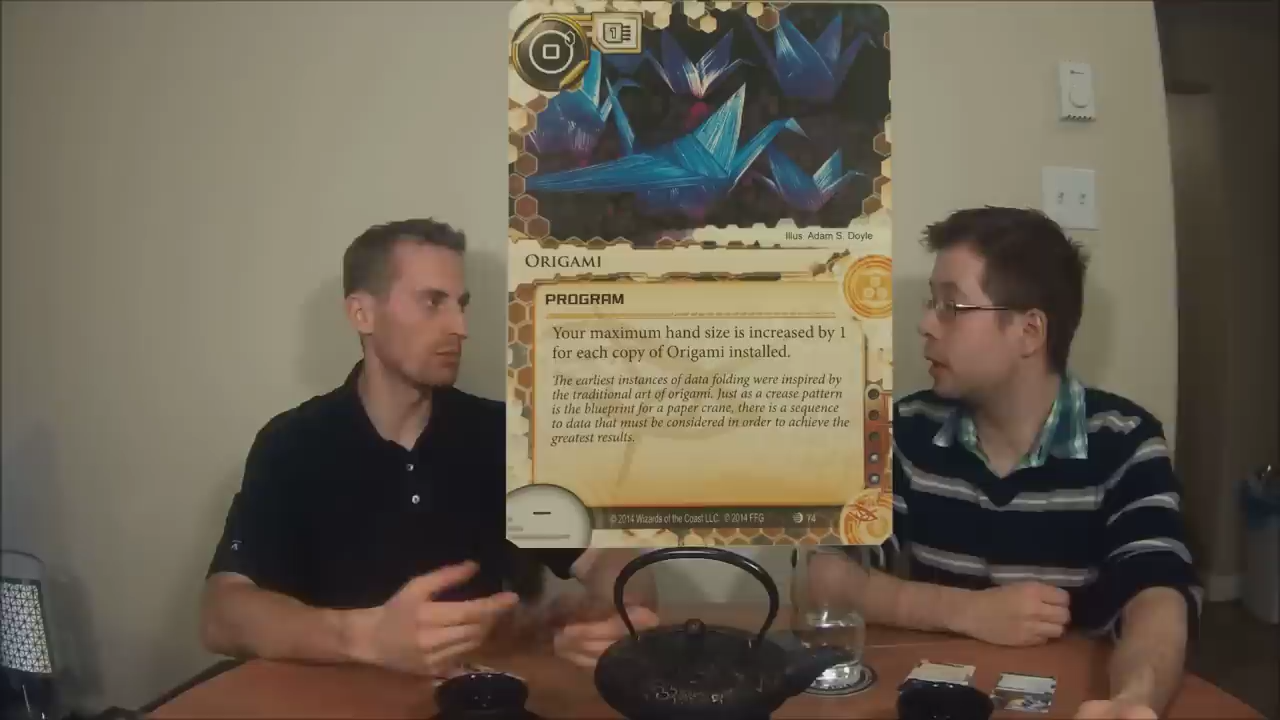 0
1
Illus. Adam S. Doyle
ORIGAMI
PROGRAM
Your maximum hand size is increased by 1
for each copy of Origami installed.
The earliest instances of data folding were inspired by
the traditional art of origami. Just as a crease pattern
is the blueprint for a paper crane, there is a sequence
to data that must be considered in order to achieve the
greatest results.
–
© 2014 Wizards of the Coast LLC. © 2014 FFG